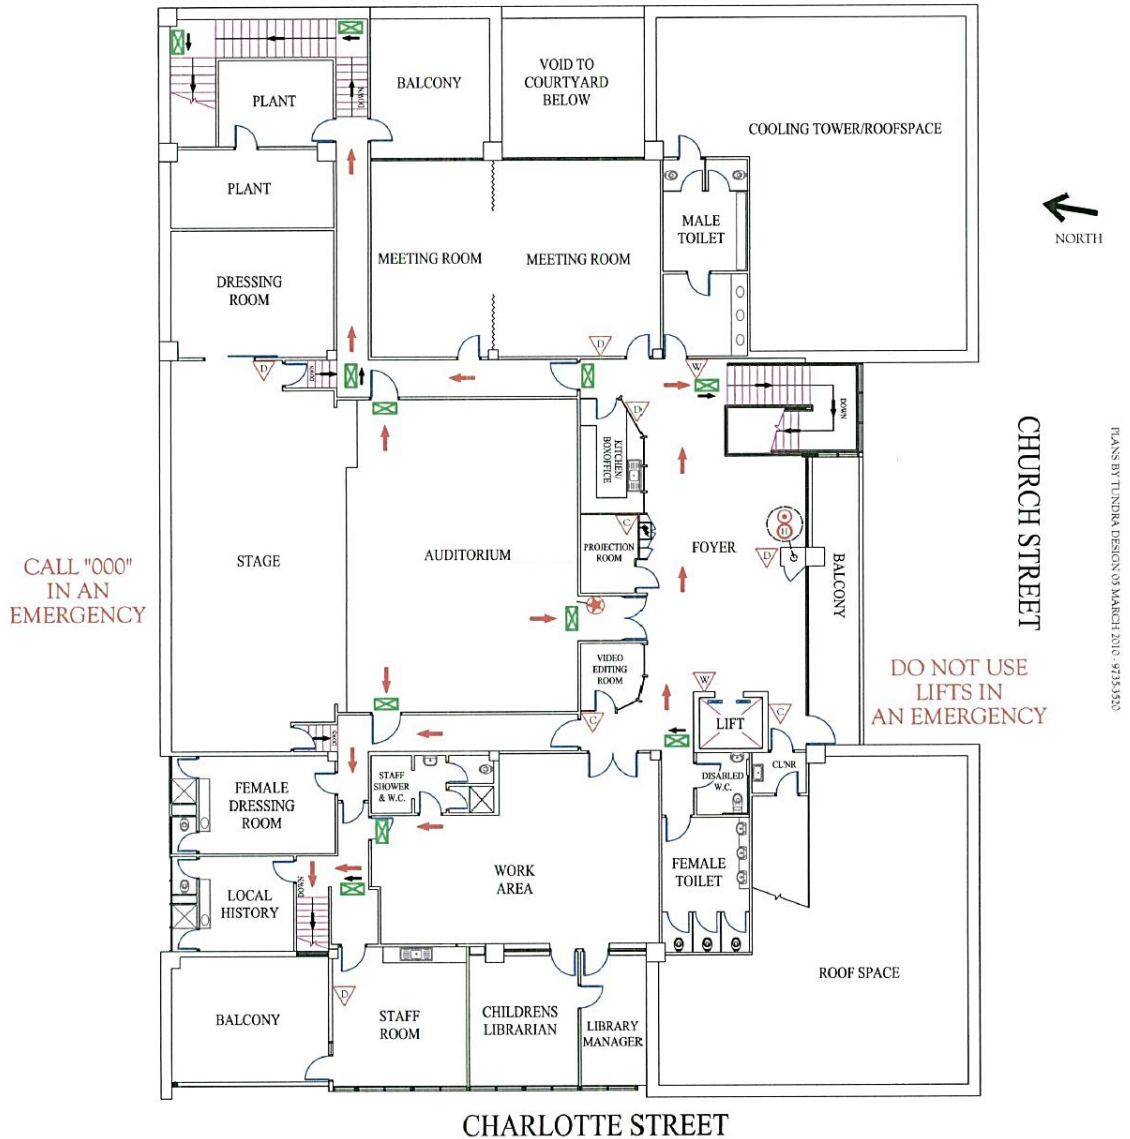 BALCONY
VOID TO
COURTYARD
BELOW
COOLING TOWER/ROOFSPACE
PLANT
DOWN
PLANT
MALE
TOILET
NORTH
MEETING ROOM
MEETING ROOM
DRESSING
ROOM
D
D
W
DOWN
DOWN
D
KITCHEN/
BOXOFFICE
CHURCH STREET
PLANS BY TUNDRA DESIGN 05 MARCH 2010 - 9735-3520
C
H
STAGE
AUDITORIUM
PROJECTION
ROOM
FOYER
D
BALCONY
CALL "000"
IN AN
EMERGENCY
VIDEO
EDITING
ROOM
DO NOT USE
LIFTS IN
AN EMERGENCY
W
C
C
LIFT
DOWN
STAFF
SHOWER
& W.C.
DISABLED
W.C.
CL'NR
FEMALE
DRESSING
ROOM
WORK
AREA
FEMALE
TOILET
DOWN
LOCAL
HISTORY
ROOF SPACE
D
BALCONY
STAFF
ROOM
CHILDRENS
LIBRARIAN
LIBRARY
MANAGER
CHARLOTTE STREET